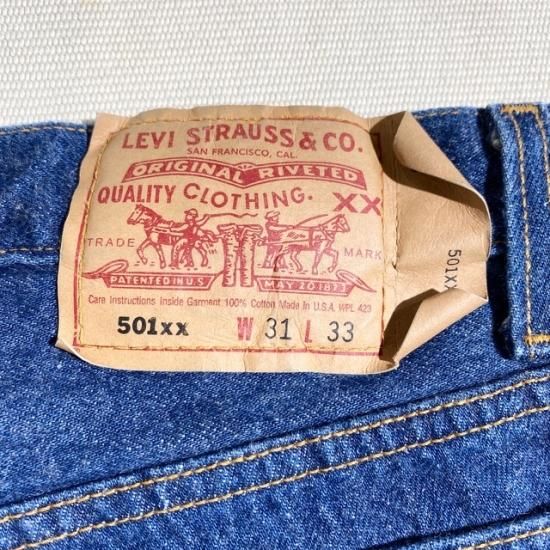 LEVI STRAUSS & CO.
SAN FRANCISCO, CAL.
ORIGINAL RIVETED
QUALITY CLOTHING. XX
TRADE MARK
PATENTED IN U.S. MAY 20 1873
Care Instructions Inside Garment 100% Cotton Made In U.S.A. WPL 423
501xx W 31 L 33
501X